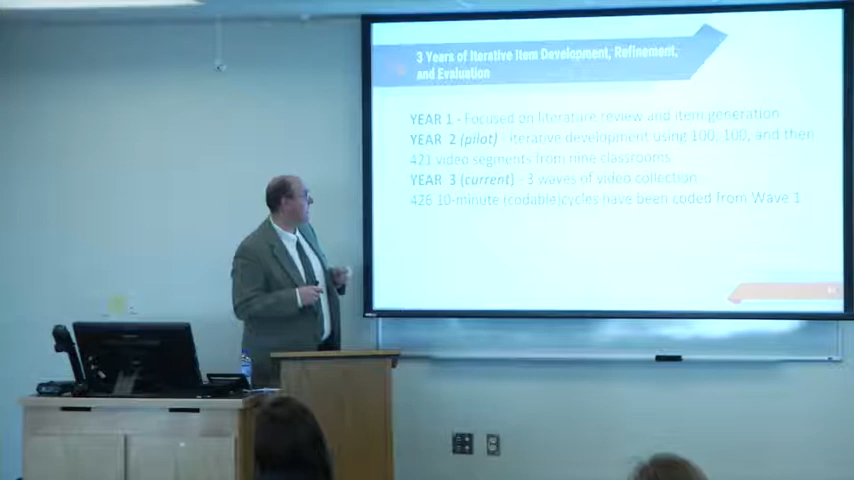 3 Years of Iterative Item Development, Refinement,
and Evaluation
YEAR 1 - Focused on literature review and item generation
YEAR 2 (pilot) - iterative development using 100, 100, and then
421 video segments from nine classrooms
YEAR 3 (current) - 3 waves of video collection
426 10-minute (codable)cycles have been coded from Wave 1